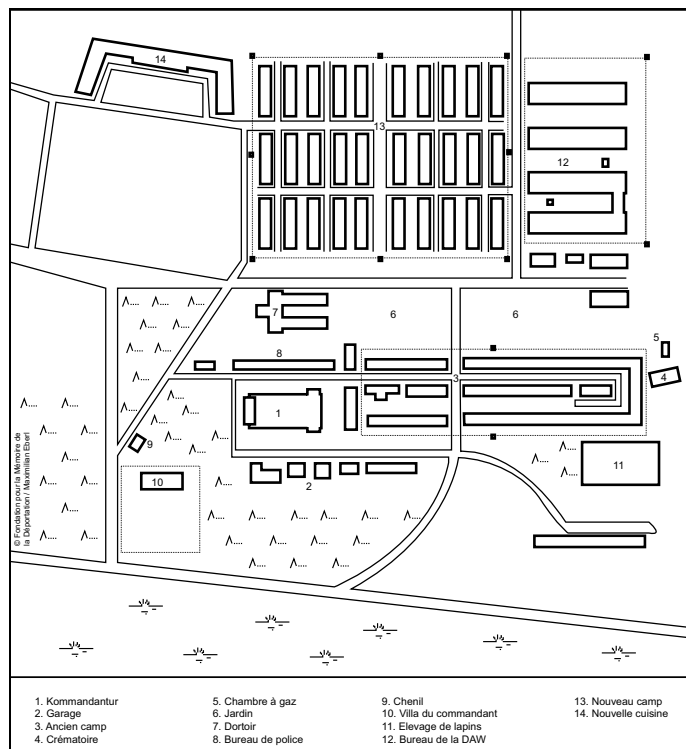 14
13
12
7
6
6
5
8
3
4
1
9
11
10
2
© Fondation pour la Mémoire de
la Déportation / Maximilian Eberl
1. Kommandantur
2. Garage
3. Ancien camp
4. Crématoire
5. Chambre à gaz
6. Jardin
7. Dortoir
8. Bureau de police
9. Chenil
10. Villa du commandant
11. Elevage de lapins
12. Bureau de la DAW
13. Nouveau camp
14. Nouvelle cuisine